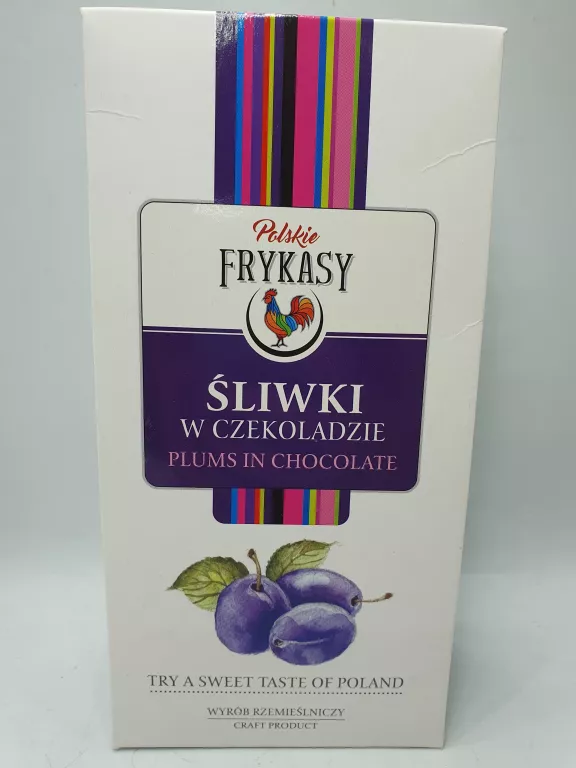 Polskie
FRYKASY
ŚLIWKI
W CZEKOLADZIE
PLUMS IN CHOCOLATE
TRY A SWEET TASTE OF POLAND
WYRÓB RZEMIEŚLNICZY
CRAFT PRODUCT